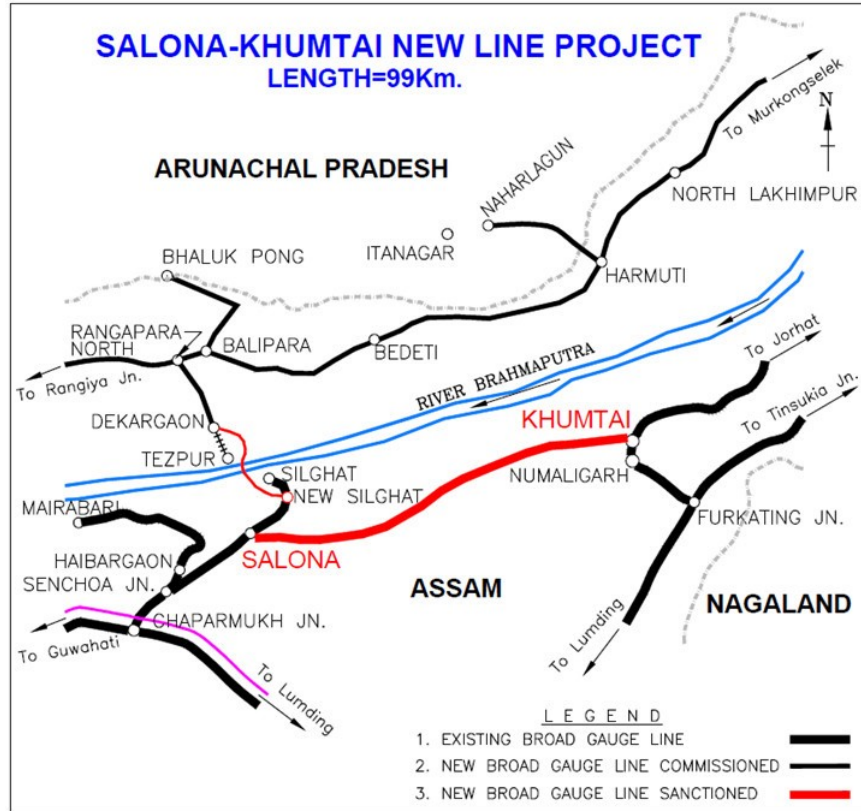 SALONA-KHUMTAI NEW LINE PROJECT
LENGTH=99Km.
To Murkongselek
N
ARUNACHAL PRADESH
NAHARLAGUN
NORTH LAKHIMPUR
ITANAGAR
BHALUK PONG
HARMUTI
RANGAPARA
NORTH
BALIPARA
BEDETI
To Rangiya Jn.
RIVER BRAHMAPUTRA
To Jorhat
To Tinsukia Jn.
DEKARGAON
KHUMTAI
TEZPUR
SILGHAT
NUMALIGARH
NEW SILGHAT
MAIRABARI
FURKATING JN.
HAIBARGAON
SALONA
SENCHOA JN.
ASSAM
NAGALAND
CHAPARMUKH JN.
To Guwahati
To Lumding
To Lumding
LEGEND
1. EXISTING BROAD GAUGE LINE
2. NEW BROAD GAUGE LINE COMMISSIONED
3. NEW BROAD GAUGE LINE SANCTIONED